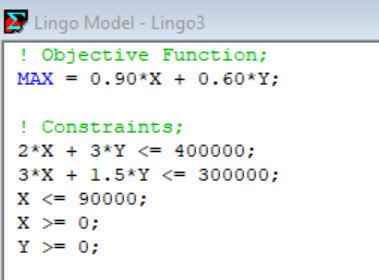 Lingo Model - Lingo3
! Objective Function;
MAX = 0.90*X + 0.60*Y;
! Constraints;
2*X + 3*Y <= 400000;
3*X + 1.5*Y <= 300000;
X <= 90000;
X >= 0;
Y >= 0;